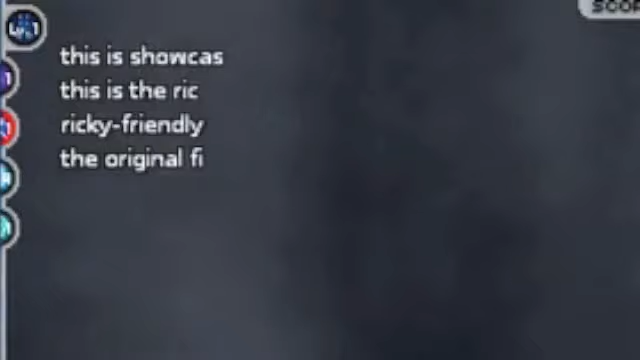 this is showcas
this is the ric
ricky-friendly
the original fi